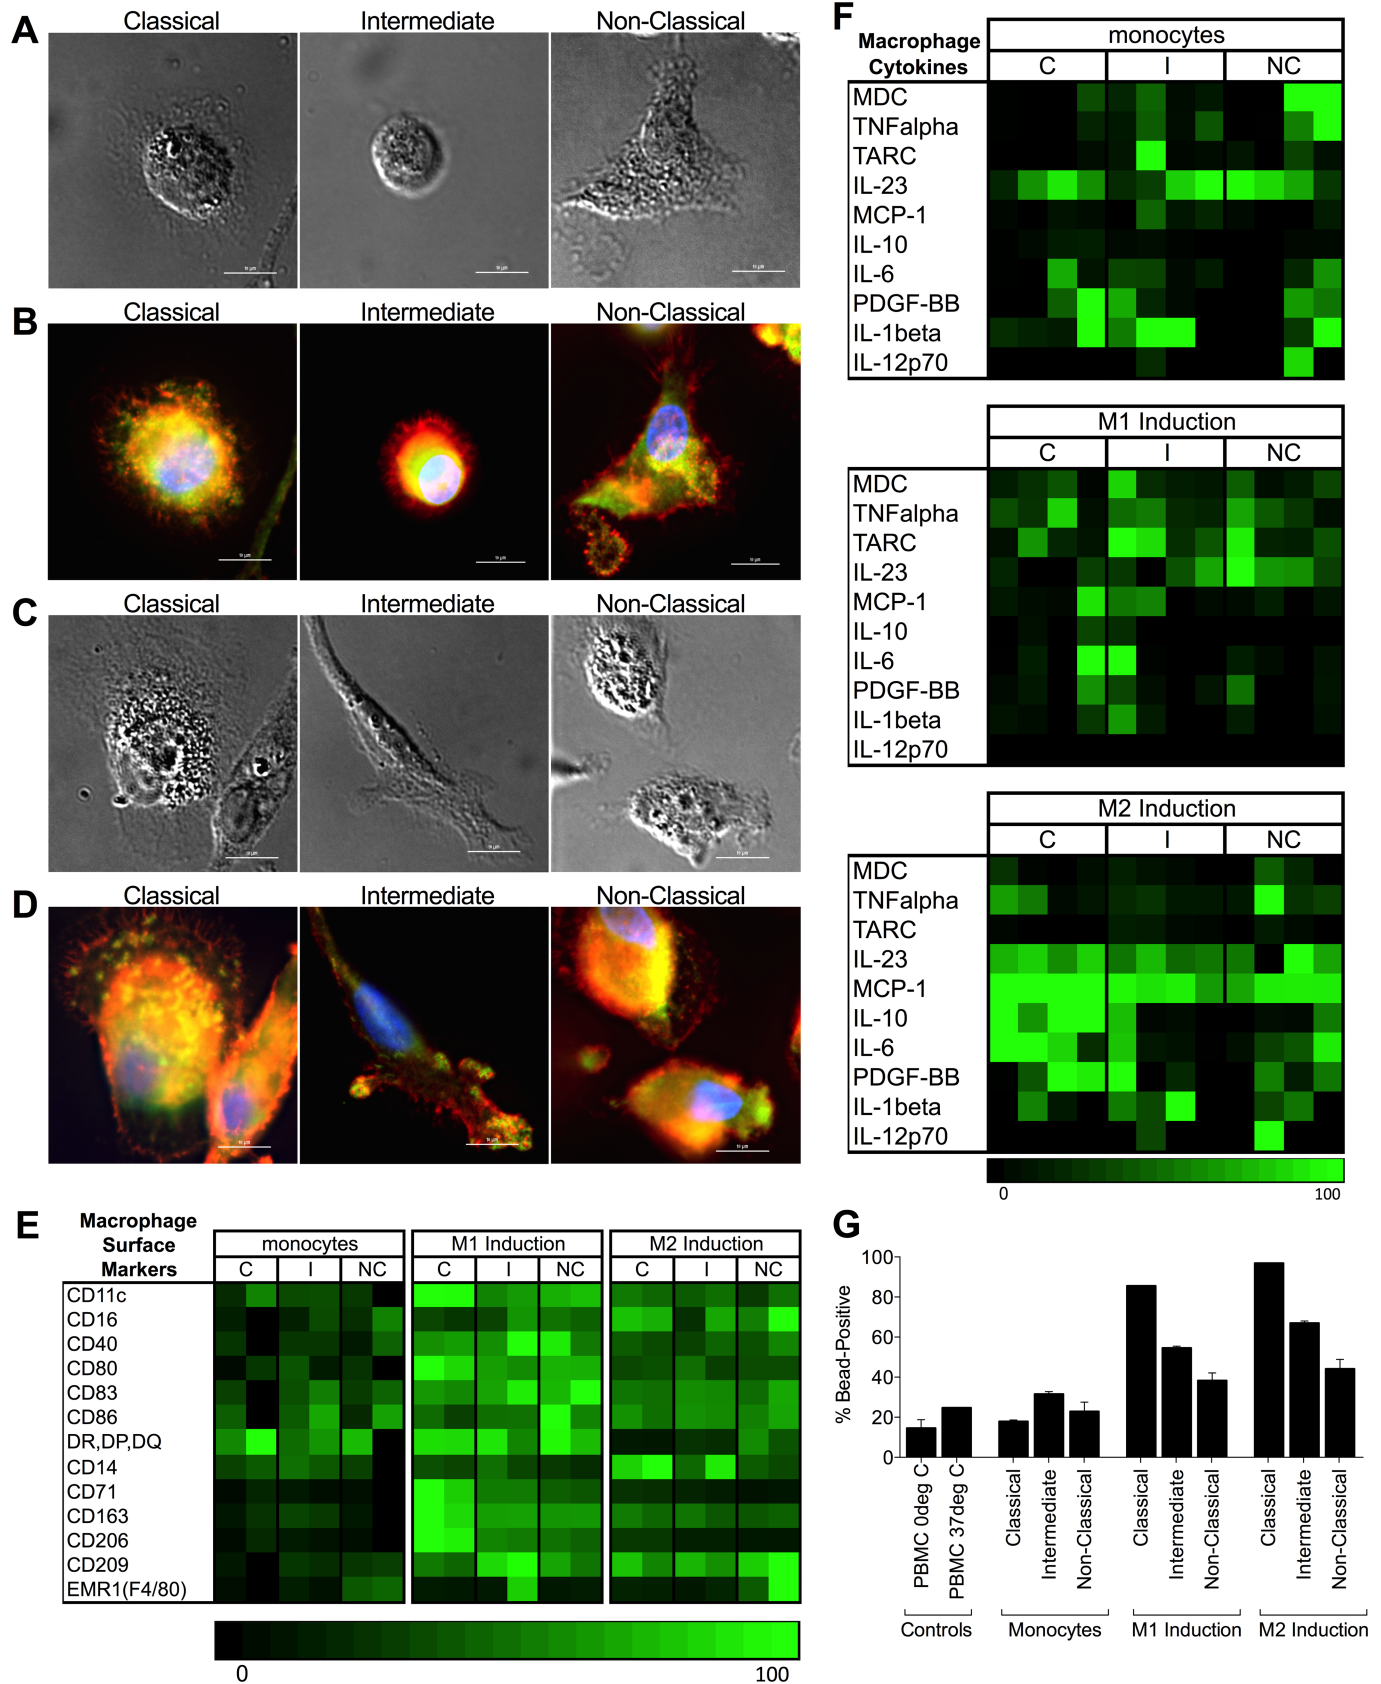 A
Classical
Intermediate
Non-Classical
B
Classical
Intermediate
Non-Classical
C
Classical
Intermediate
Non-Classical
D
Classical
Intermediate
Non-Classical
E
Macrophage
Surface
Markers
monocytes
M1 Induction
M2 Induction
C I NC
C I NC
C I NC
CD11c
CD16
CD40
CD80
CD83
CD86
DR,DP,DQ
CD14
CD71
CD163
CD206
CD209
EMR1(F4/80)
0
100
F
Macrophage
Cytokines
monocytes
C I NC
MDC
TNFalpha
TARC
IL-23
MCP-1
IL-10
IL-6
PDGF-BB
IL-1beta
IL-12p70
M1 Induction
C I NC
MDC
TNFalpha
TARC
IL-23
MCP-1
IL-10
IL-6
PDGF-BB
IL-1beta
IL-12p70
M2 Induction
C I NC
MDC
TNFalpha
TARC
IL-23
MCP-1
IL-10
IL-6
PDGF-BB
IL-1beta
IL-12p70
0
100
G
% Bead-Positive
100
80
60
40
20
0
PBMC 0deg C
PBMC 37deg C
Classical
Intermediate
Non-Classical
Classical
Intermediate
Non-Classical
Classical
Intermediate
Non-Classical
Controls
Monocytes
M1 Induction
M2 Induction